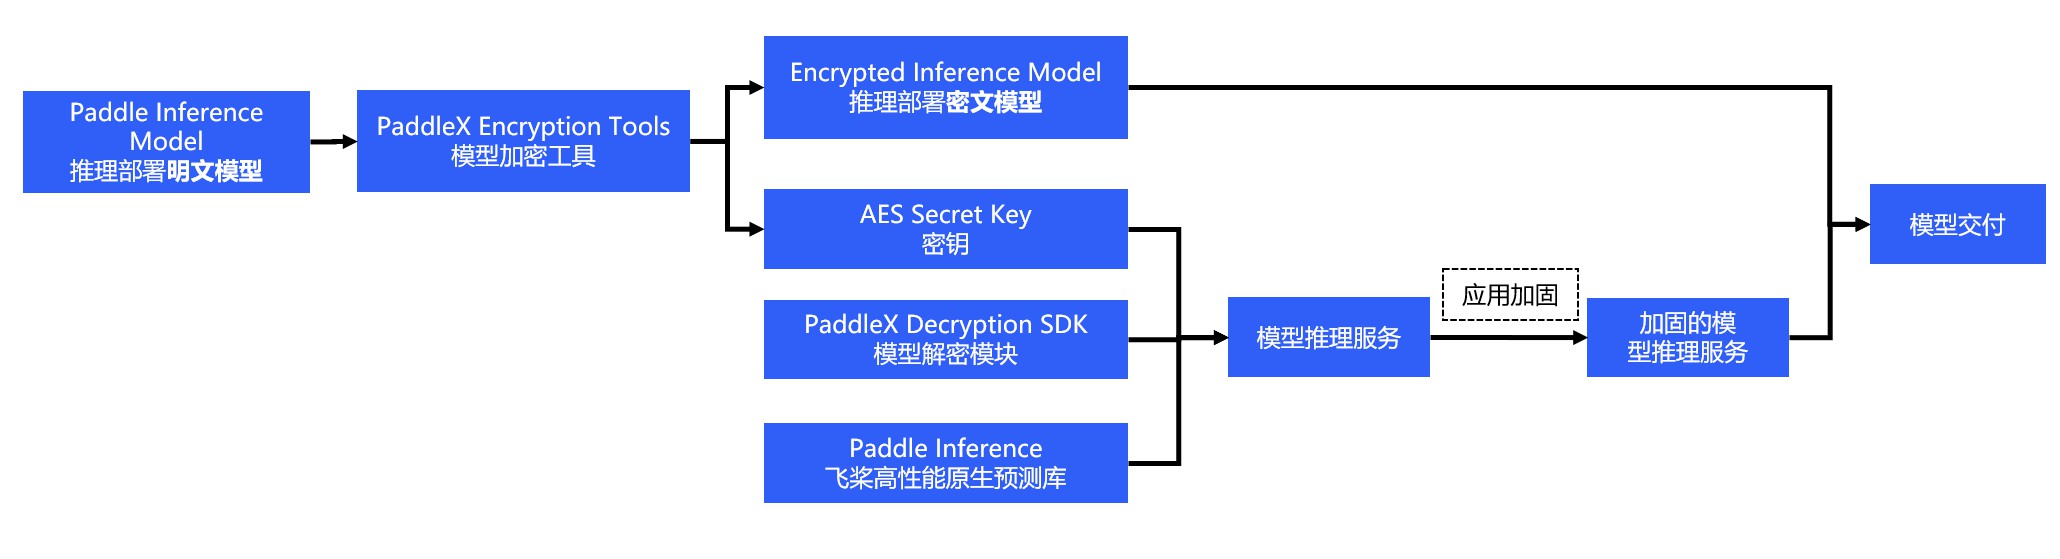 Paddle Inference
Model
推理部署明文模型
PaddleX Encryption Tools
模型加密工具
Encrypted Inference Model
推理部署密文模型
AES Secret Key
密钥
PaddleX Decryption SDK
模型解密模块
Paddle Inference
飞桨高性能原生预测库
模型推理服务
应用加固
加固的模
型推理服务
模型交付